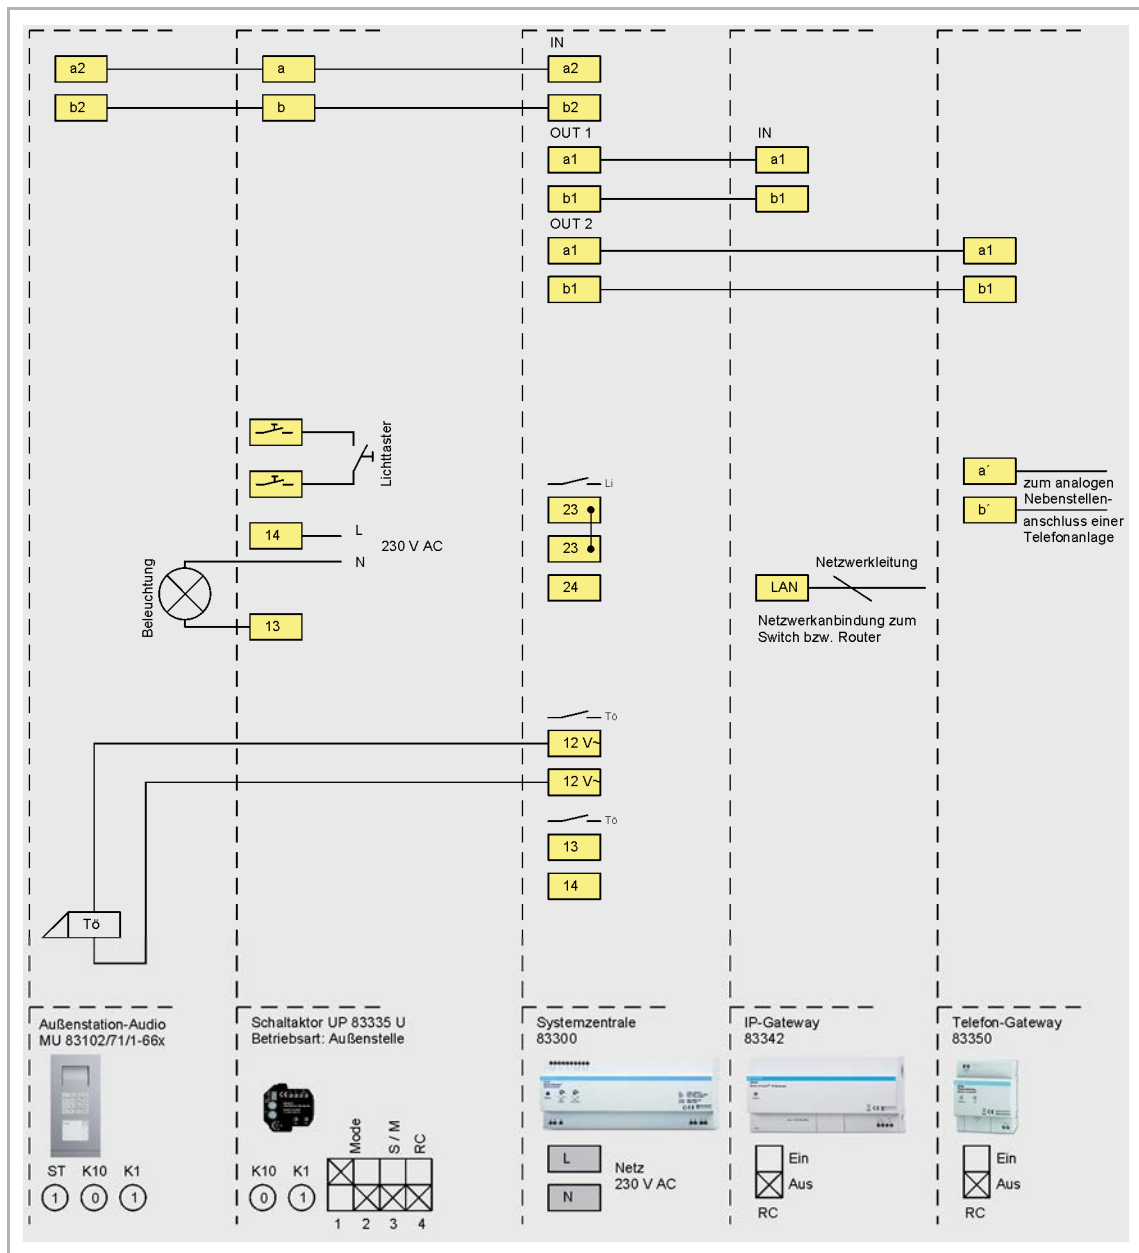 IN
a2 a a2
b2 b b2
OUT 1 IN
a1 a1
b1 b1
OUT 2
a1 a1
b1 b1
Lichttaster
Li
23
23
24
14 L
230 V AC
N
Beleuchtung
13
a´
zum analogen
Nebenstellen-
b´
anschluss einer
Telefonanlage
Netzwerkleitung
LAN
Netzwerkanbindung zum
Switch bzw. Router
Tö
12 V~
12 V~
Tö
13
14
Tö
Außenstation-Audio
MU 83102/71/1-66x
ST K10 K1
1 0 1
Schaltaktor UP 83335 U
Betriebsart: Außenstelle
K10 K1
0 1
Mode
S / M
RC
1 2 3 4
Systemzentrale
83300
L
N
Netz
230 V AC
IP-Gateway
83342
Ein
Aus
RC
Telefon-Gateway
83350
Ein
Aus
RC